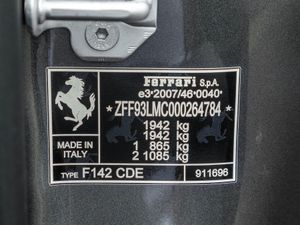 Ferrari S.p.A.
e3*2007/46*0040*
*ZFF93LMC000264784*
1942 kg
1942 kg
1 865 kg
2 1085 kg
MADE IN
ITALY
TYPE F142 CDE
911696